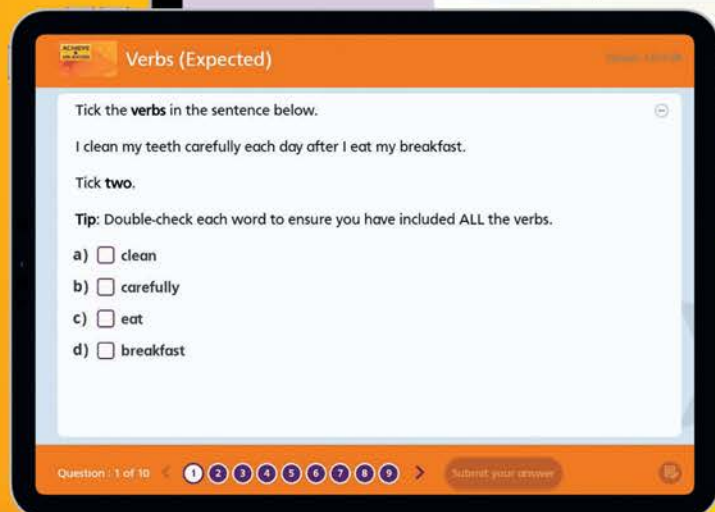 Verbs (Expected)
Tick the verbs in the sentence below.
I clean my teeth carefully each day after I eat my breakfast.
Tick two.
Tip: Double-check each word to ensure you have included ALL the verbs.
a) clean
b) carefully
c) eat
d) breakfast
Question : 1 of 10 1 2 3 4 5 6 7 8 9 Submit your answer